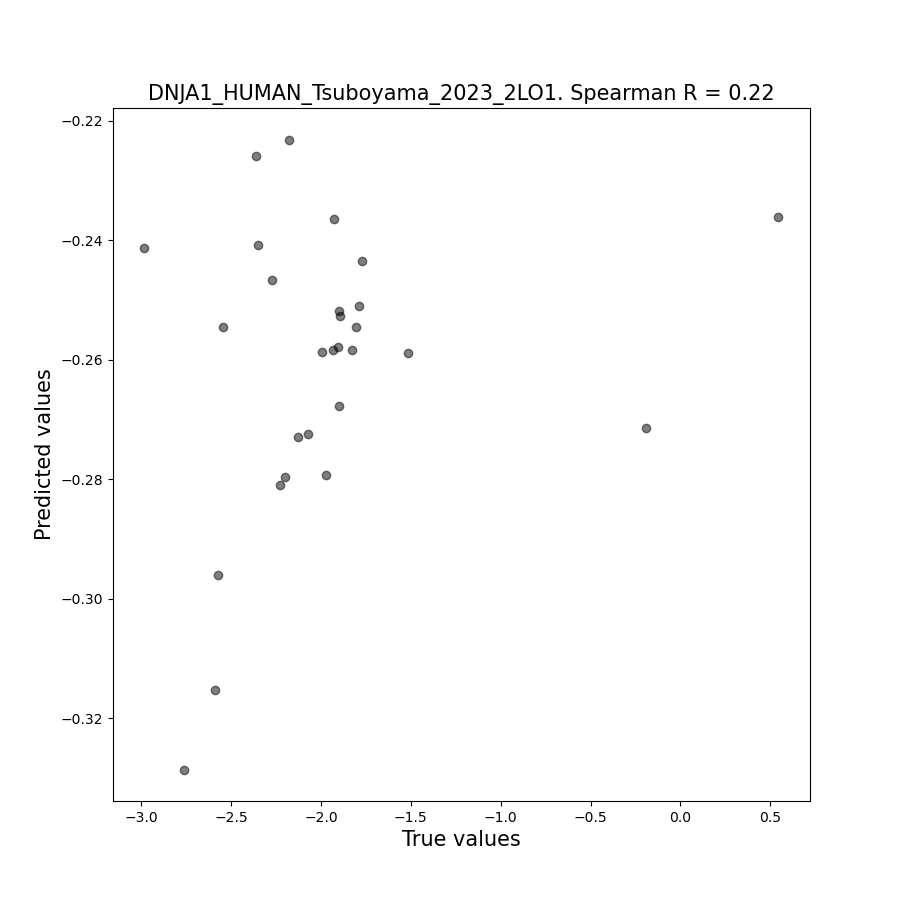 DNJA1_HUMAN_Tsuboyama_2023_2LO1. Spearman R = 0.22
−0.22
−0.24
−0.26
−0.28
−0.30
−0.32
Predicted values
−3.0 −2.5 −2.0 −1.5 −1.0 −0.5 0.0 0.5
True values